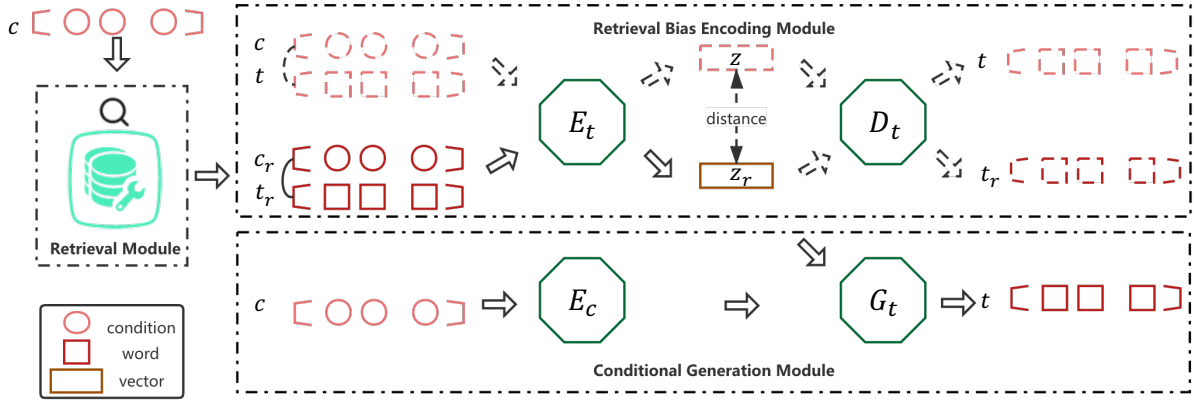 c
Retrieval Module
condition
word
vector
Retrieval Bias Encoding Module
c
t
c_r
t_r
E_t
z
distance
z_r
D_t
t
t_r
c
E_c
G_t
t
Conditional Generation Module